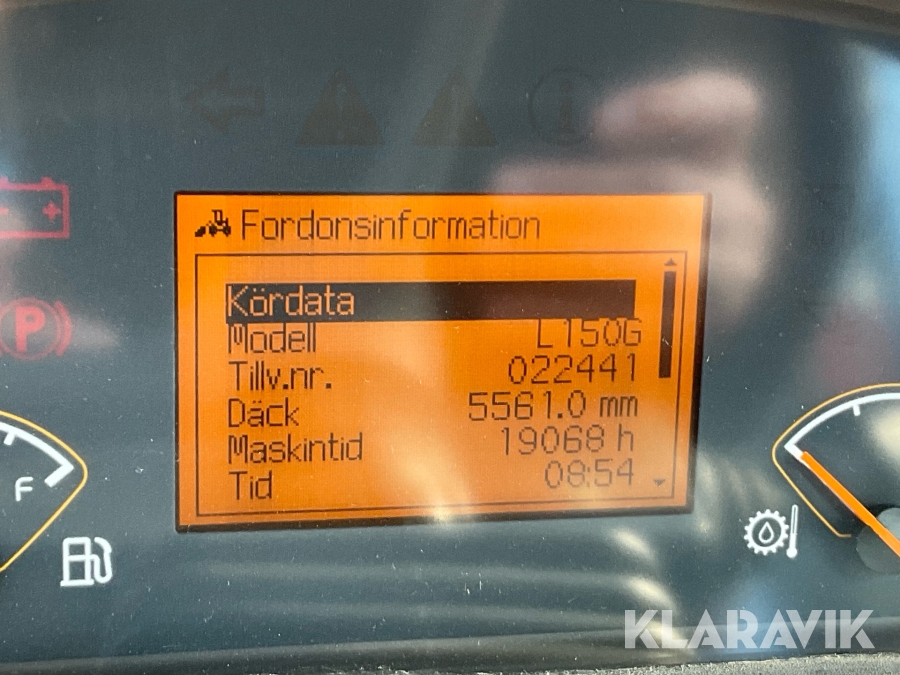 Fordonsinformation
Kördata
Modell L150G
Tillv.nr. 022441
Däck 5561.0 mm
Maskintid 19068 h
Tid 08:54
F
P
KLARAVIK